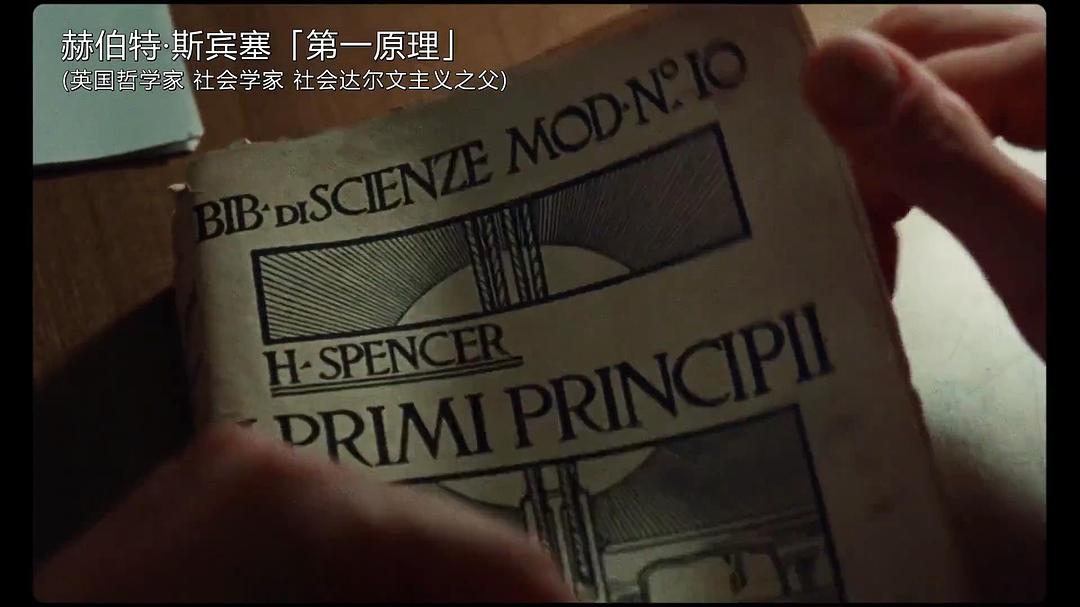 赫伯特·斯宾塞「第一原理」
(英国哲学家 社会学家 社会达尔文主义之父)
BIB^A DI SCIENZE MOD·Nº·10
H^A SPENCER
I PRIMI PRINCIPII